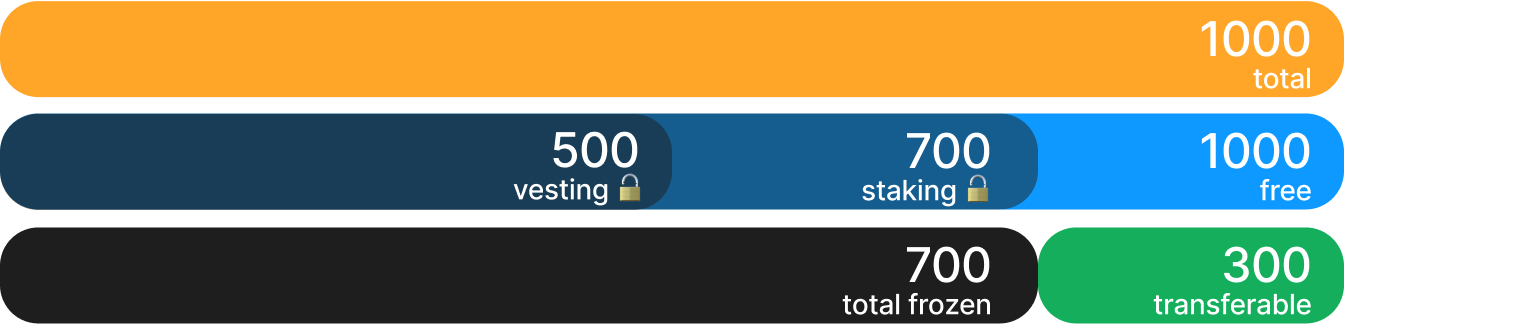 1000
total
500 700 1000
vesting 🔒 staking 🔒 free
700 300
total frozen transferable